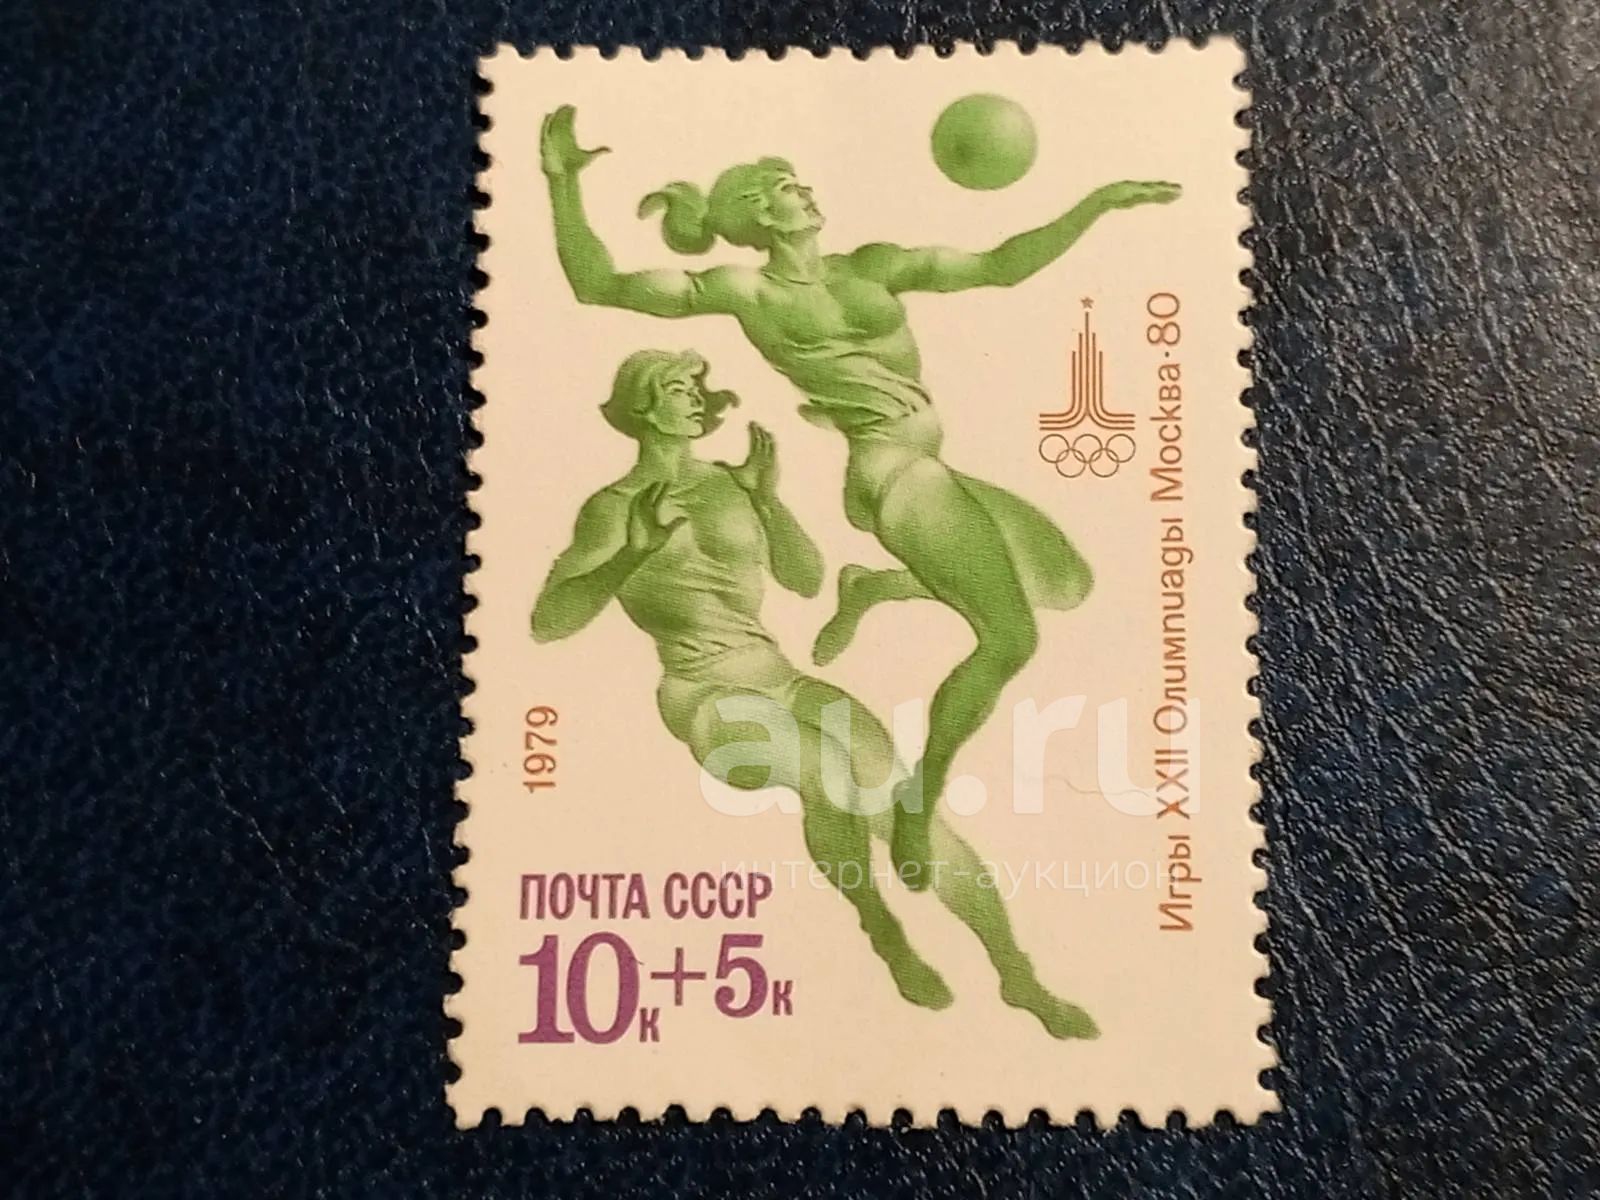 Игры XXII Олимпиады Москва·80
1979
au.ru
интернет-аукцион
ПОЧТА СССР
10к+5к